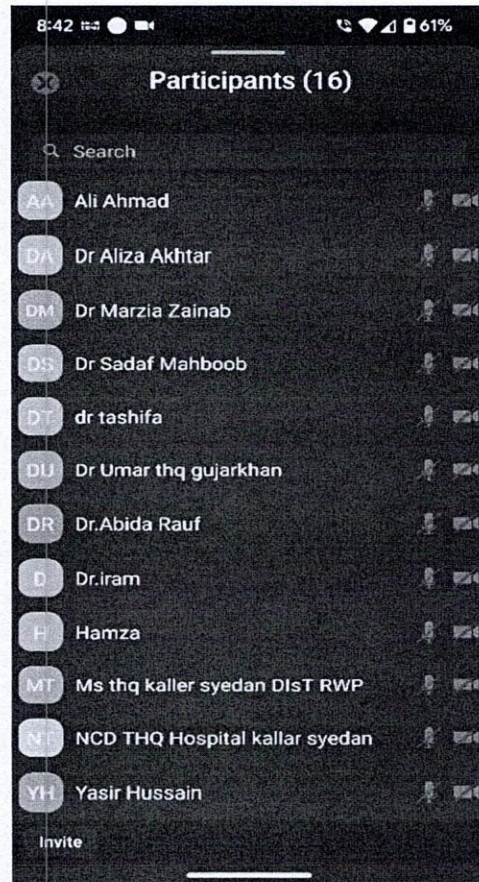 8:42
61%
Participants (16)
Search
AA Ali Ahmad
DA Dr Aliza Akhtar
DM Dr Marzia Zainab
DS Dr Sadaf Mahboob
DT dr tashifa
DU Dr Umar thq gujarkhan
DR Dr.Abida Rauf
D Dr.iram
H Hamza
MT Ms thq kaller syedan DIsT RWP
NT NCD THQ Hospital kallar syedan
YH Yasir Hussain
Invite